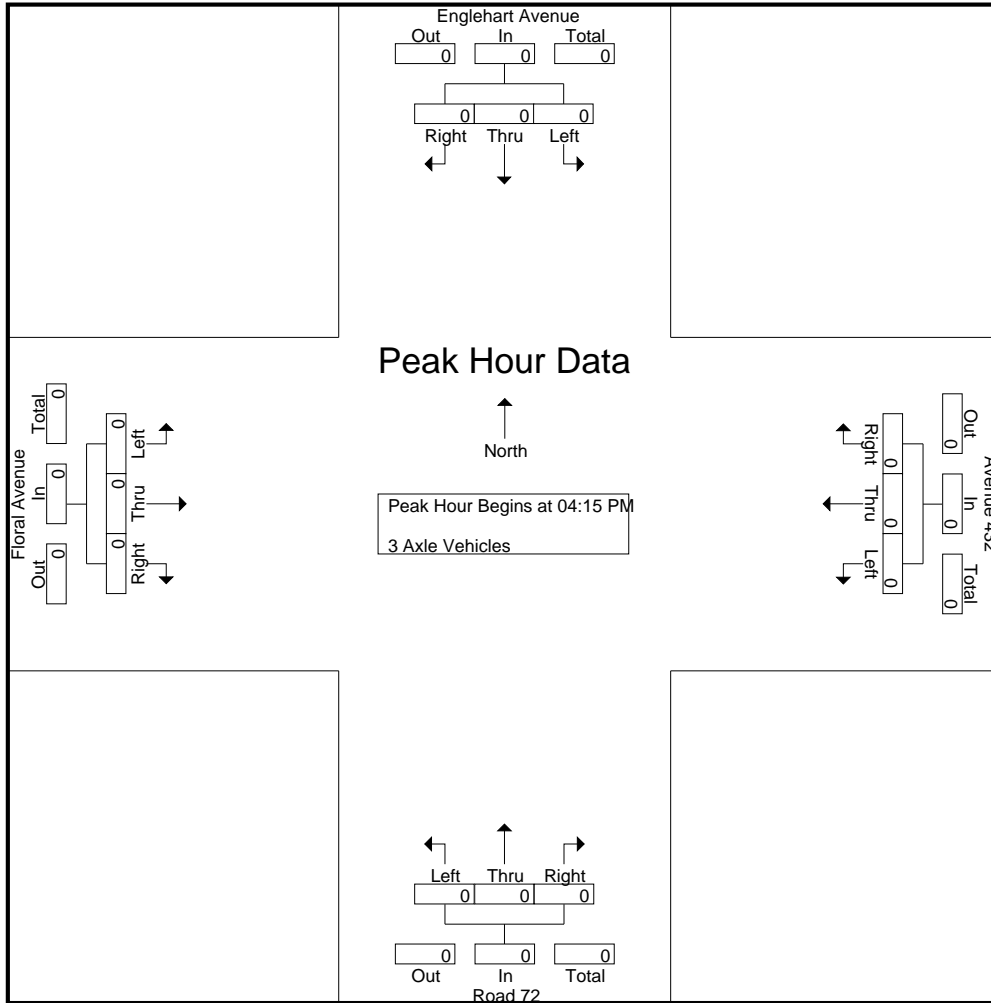 Englehart Avenue
Out In Total
0 0 0
0 0 0
Right Thru Left
Peak Hour Data
North
Peak Hour Begins at 04:15 PM
3 Axle Vehicles
Floral Avenue
Out In Total
0 0 0
0 0 0
Right Thru Left
Avenue 432
Out In Total
0 0 0
0 0 0
Right Thru Left
Left Thru Right
0 0 0
0 0 0
Out In Total
Road 72